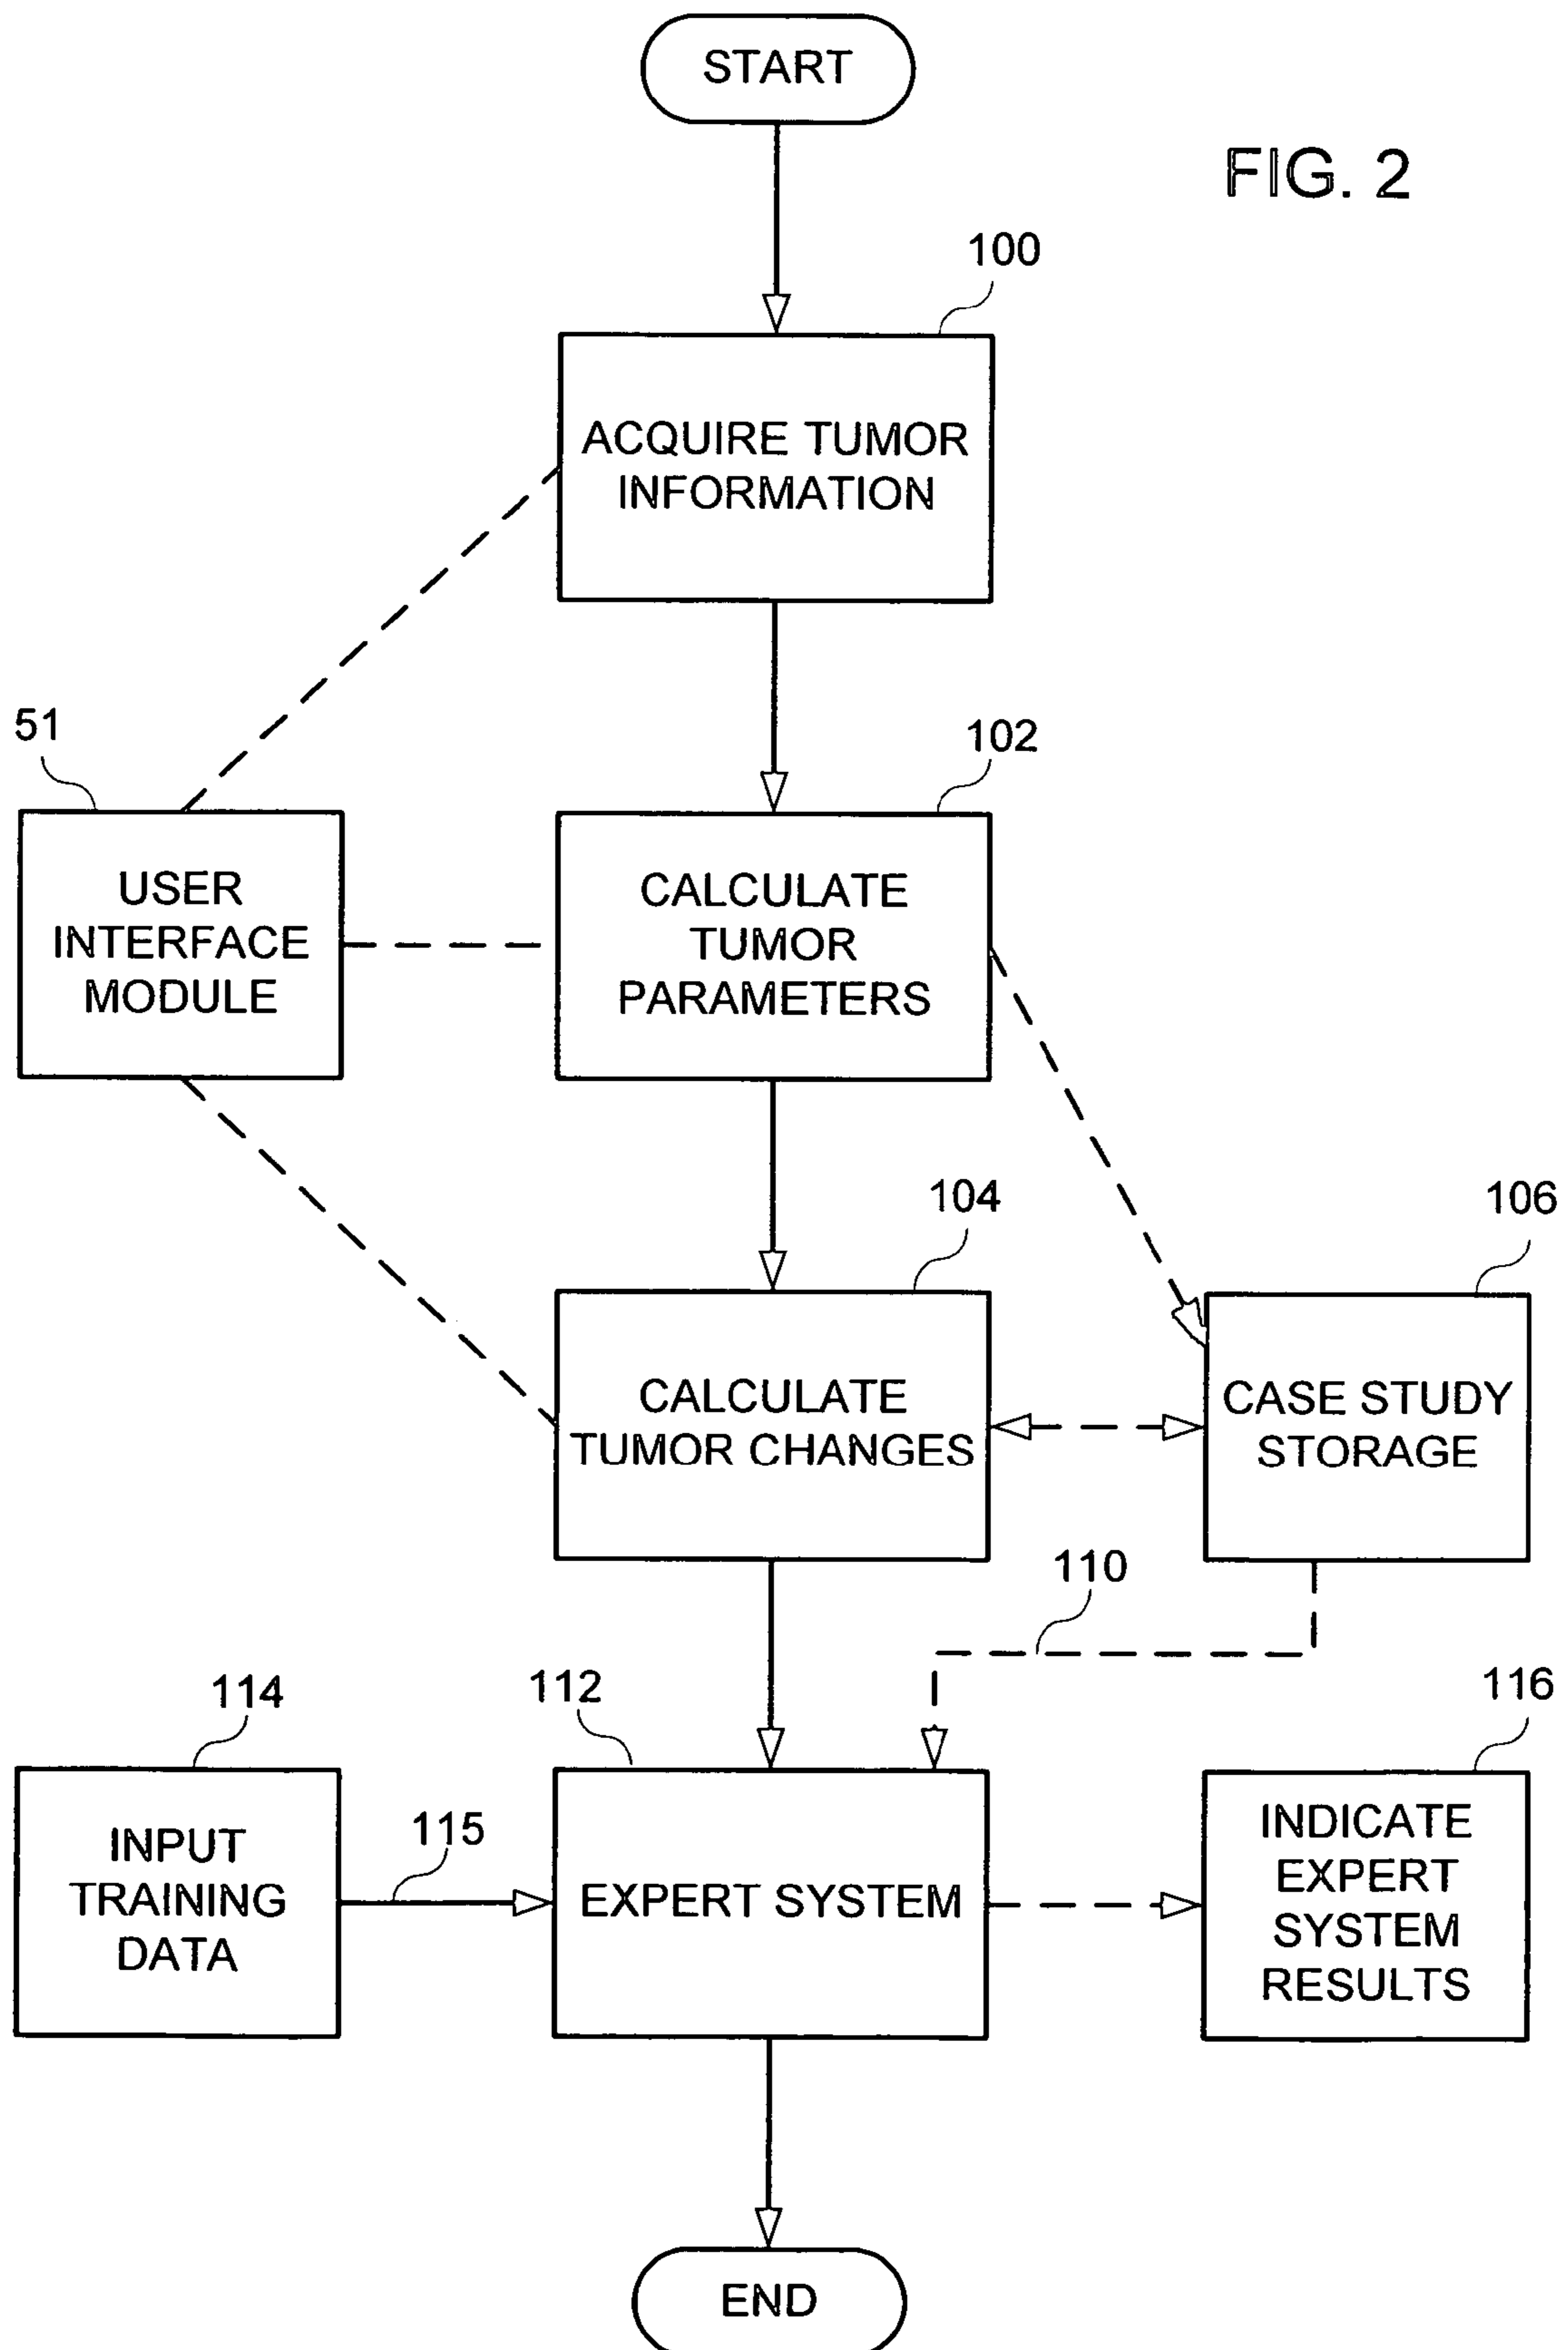 START
FIG. 2
100
ACQUIRE TUMOR
INFORMATION
51
102
USER
INTERFACE
MODULE
CALCULATE
TUMOR
PARAMETERS
104
106
CALCULATE
TUMOR CHANGES
CASE STUDY
STORAGE
110
114
112
116
INPUT
TRAINING
DATA
115
EXPERT SYSTEM
INDICATE
EXPERT
SYSTEM
RESULTS
END